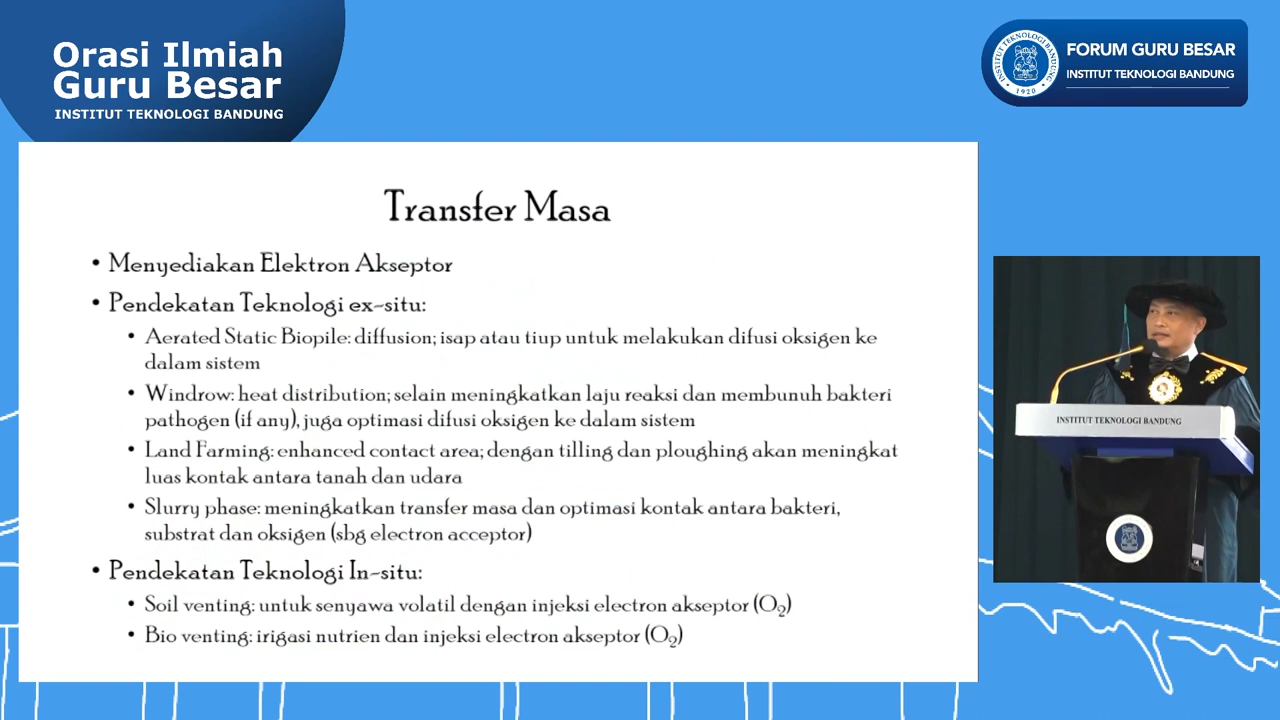 Orasi Ilmiah
Guru Besar
INSTITUT TEKNOLOGI BANDUNG
INSTITUT TEKNOLOGI BANDUNG
1920
FORUM GURU BESAR
INSTITUT TEKNOLOGI BANDUNG
Transfer Masa
• Menyediakan Elektron Akseptor
• Pendekatan Teknologi ex-situ:
• Aerated Static Biopile: diffusion; isap atau tiup untuk melakukan difusi oksigen ke
dalam sistem
• Windrow: heat distribution; selain meningkatkan laju reaksi dan membunuh bakteri
pathogen (if any), juga optimasi difusi oksigen ke dalam sistem
• Land Farming: enhanced contact area; dengan tilling dan ploughing akan meningkat
luas kontak antara tanah dan udara
• Slurry phase: meningkatkan transfer masa dan optimasi kontak antara bakteri,
substrat dan oksigen (sbg electron acceptor)
• Pendekatan Teknologi In-situ:
• Soil venting: untuk senyawa volatil dengan injeksi electron akseptor (O₂)
• Bio venting: irigasi nutrien dan injeksi electron akseptor (O₂)
INSTITUT TEKNOLOGI BANDUNG